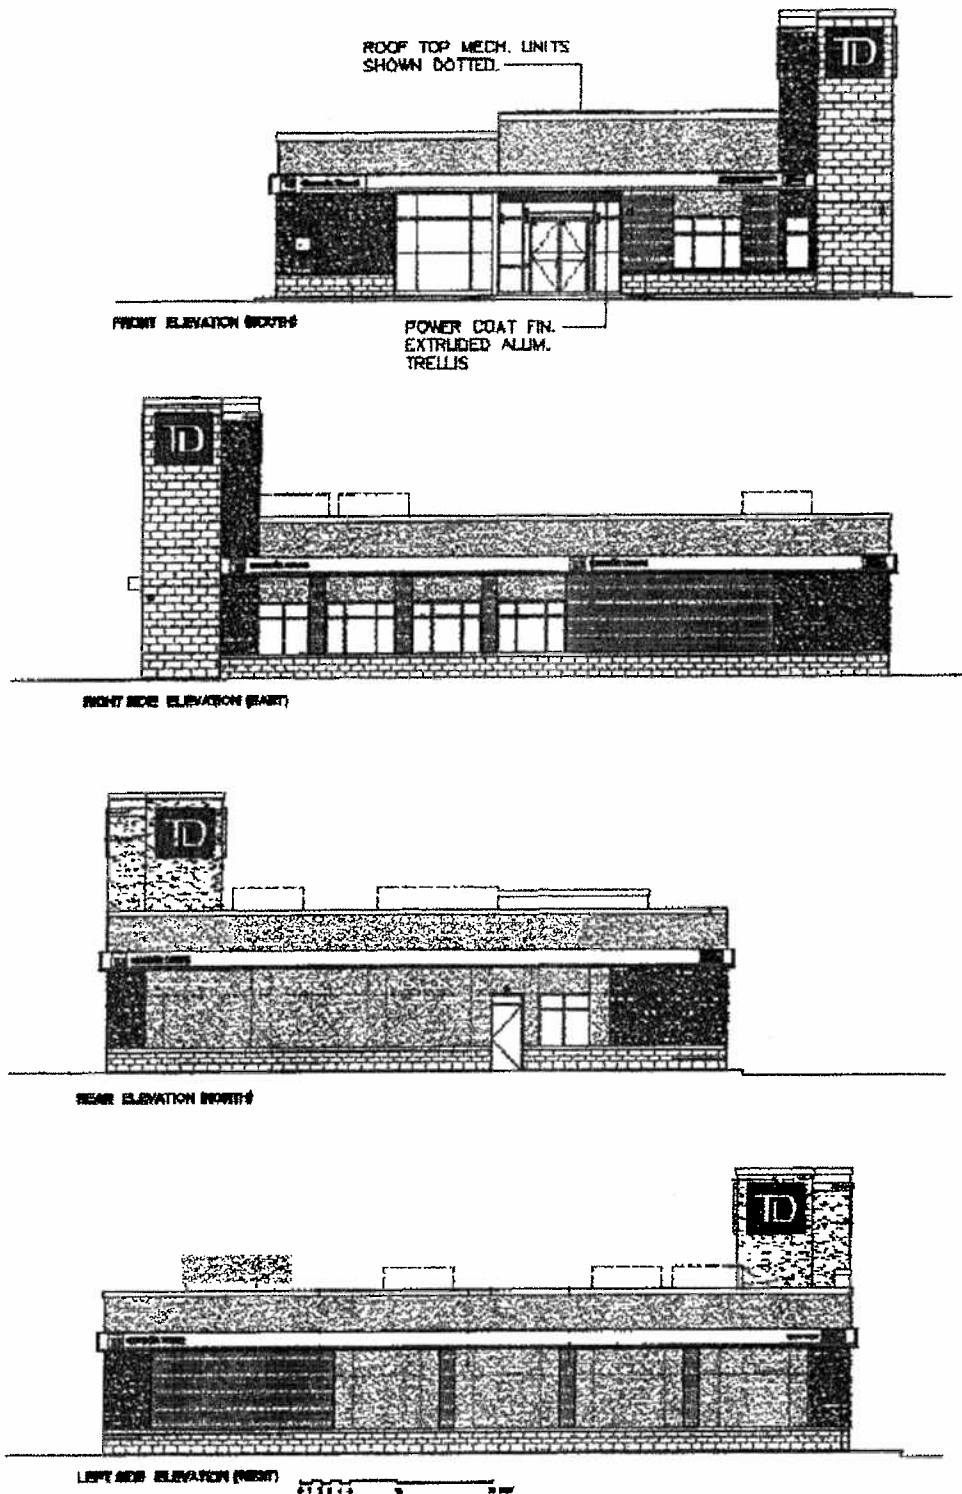 ROOF TOP MECH. UNITS
SHOWN DOTTED.
TD
FRONT ELEVATION (SOUTH)
POWER COAT FIN.
EXTRUDED ALUM.
TRELLIS
TD
RIGHT SIDE ELEVATION (EAST)
TD
REAR ELEVATION (NORTH)
TD
LEFT SIDE ELEVATION (WEST)